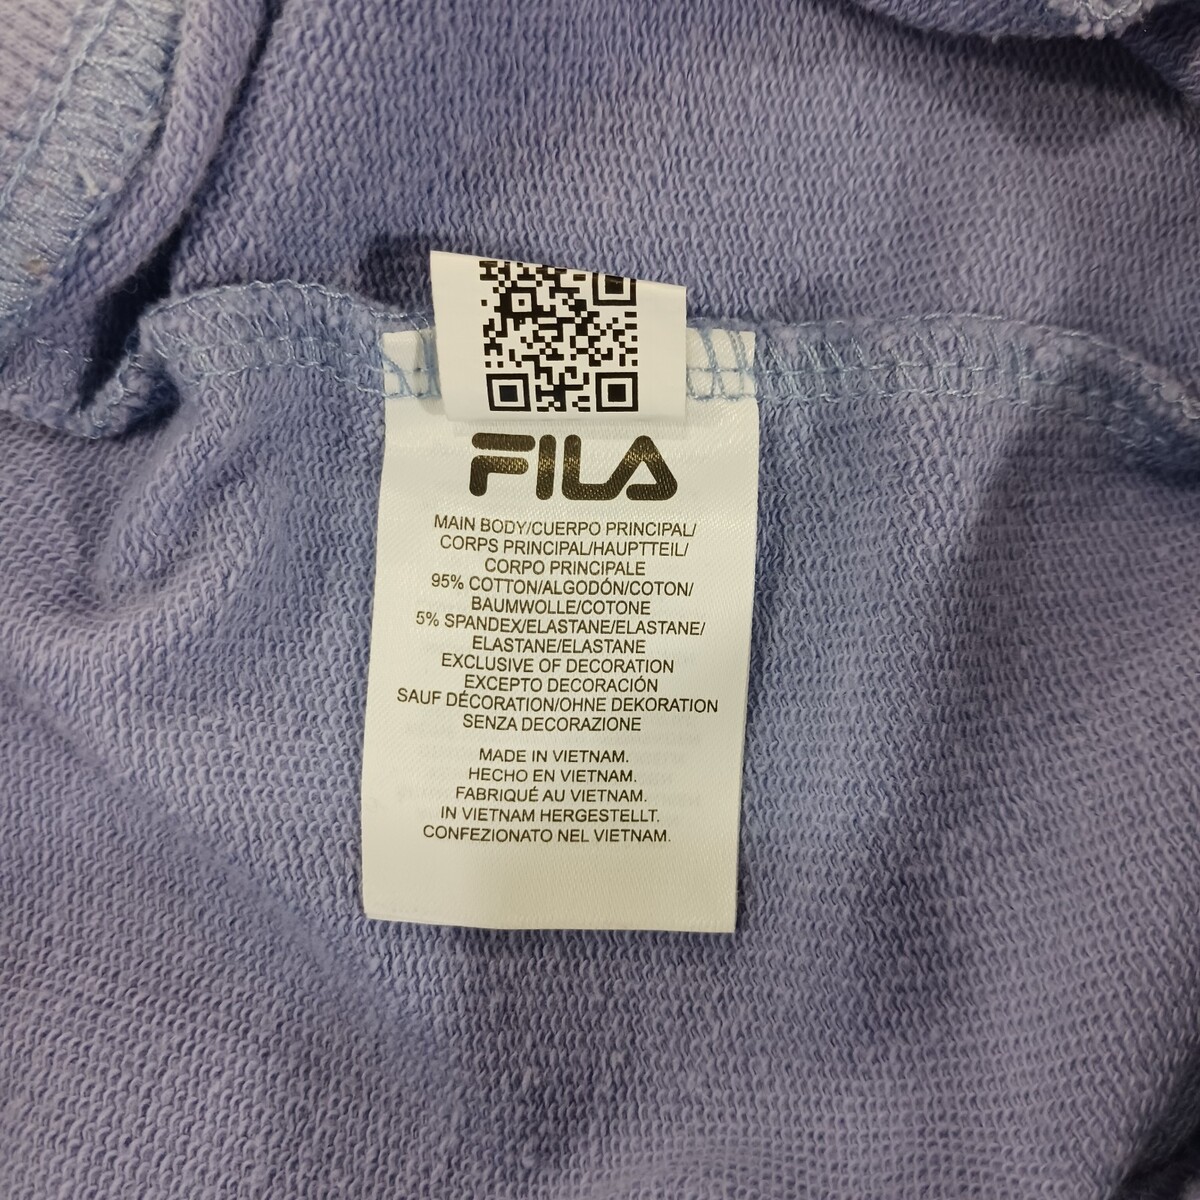 FILA
MAIN BODY/CUERPO PRINCIPAL/
CORPS PRINCIPAL/HAUPTTEIL/
CORPO PRINCIPALE
95% COTTON/ALGODÓN/COTON/
BAUMWOLLE/COTONE
5% SPANDEX/ELASTANE/ELASTANE/
ELASTANE/ELASTANE
EXCLUSIVE OF DECORATION
EXCEPTO DECORACIÓN
SAUF DÉCORATION/OHNE DEKORATION
SENZA DECORAZIONE
MADE IN VIETNAM.
HECHO EN VIETNAM.
FABRIQUÉ AU VIETNAM.
IN VIETNAM HERGESTELLT.
CONFEZIONATO NEL VIETNAM.